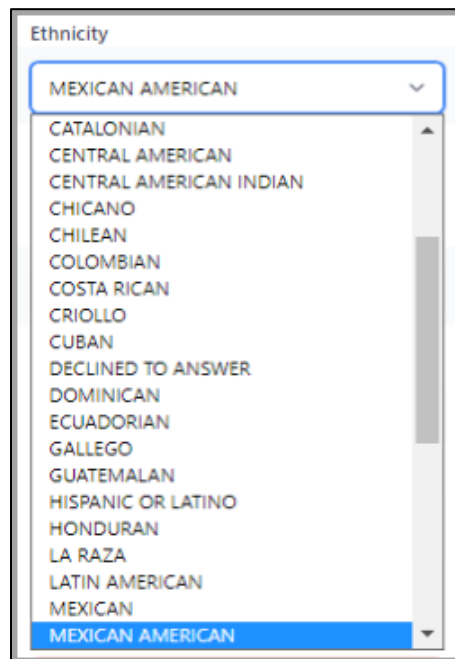 Ethnicity
MEXICAN AMERICAN
CATALONIAN
CENTRAL AMERICAN
CENTRAL AMERICAN INDIAN
CHICANO
CHILEAN
COLOMBIAN
COSTA RICAN
CRIOLLO
CUBAN
DECLINED TO ANSWER
DOMINICAN
ECUADORIAN
GALLEGO
GUATEMALAN
HISPANIC OR LATINO
HONDURAN
LA RAZA
LATIN AMERICAN
MEXICAN
MEXICAN AMERICAN